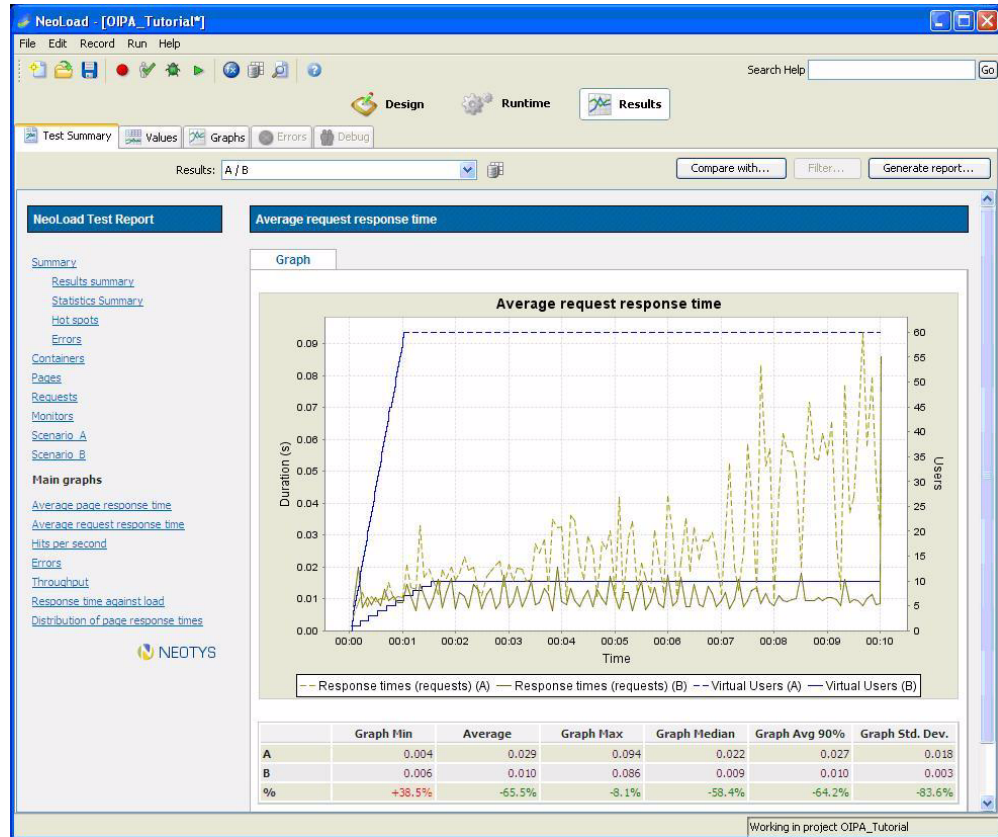 NeoLoad - [OIPA_Tutorial*]
File Edit Record Run Help
Search Help
Go
Design Runtime Results
Test Summary Values Graphs Errors Debug
Results: A / B
Compare with... Filter... Generate report...
NeoLoad Test Report
Summary
Results summary
Statistics Summary
Hot spots
Errors
Containers
Pages
Requests
Monitors
Scenario A
Scenario B
Main graphs
Average page response time
Average request response time
Hits per second
Errors
Throughput
Response time against load
Distribution of page response times
NEOTYS
Average request response time
Graph
Average request response time
Duration (s)
0.09
0.08
0.07
0.06
0.05
0.04
0.03
0.02
0.01
0.00
60
55
50
45
40
35
30
25
20
15
10
5
0
Users
00:00 00:01 00:02 00:03 00:04 00:05 00:06 00:07 00:08 00:09 00:10
Time
Response times (requests) (A) Response times (requests) (B) Virtual Users (A) Virtual Users (B)
Graph Min Average Graph Max Graph Median Graph Avg 90% Graph Std. Dev.
A 0.004 0.029 0.094 0.022 0.027 0.018
B 0.006 0.010 0.086 0.009 0.010 0.003
% +38.5% -65.5% -8.1% -58.4% -64.2% -83.6%
Working in project OIPA_Tutorial